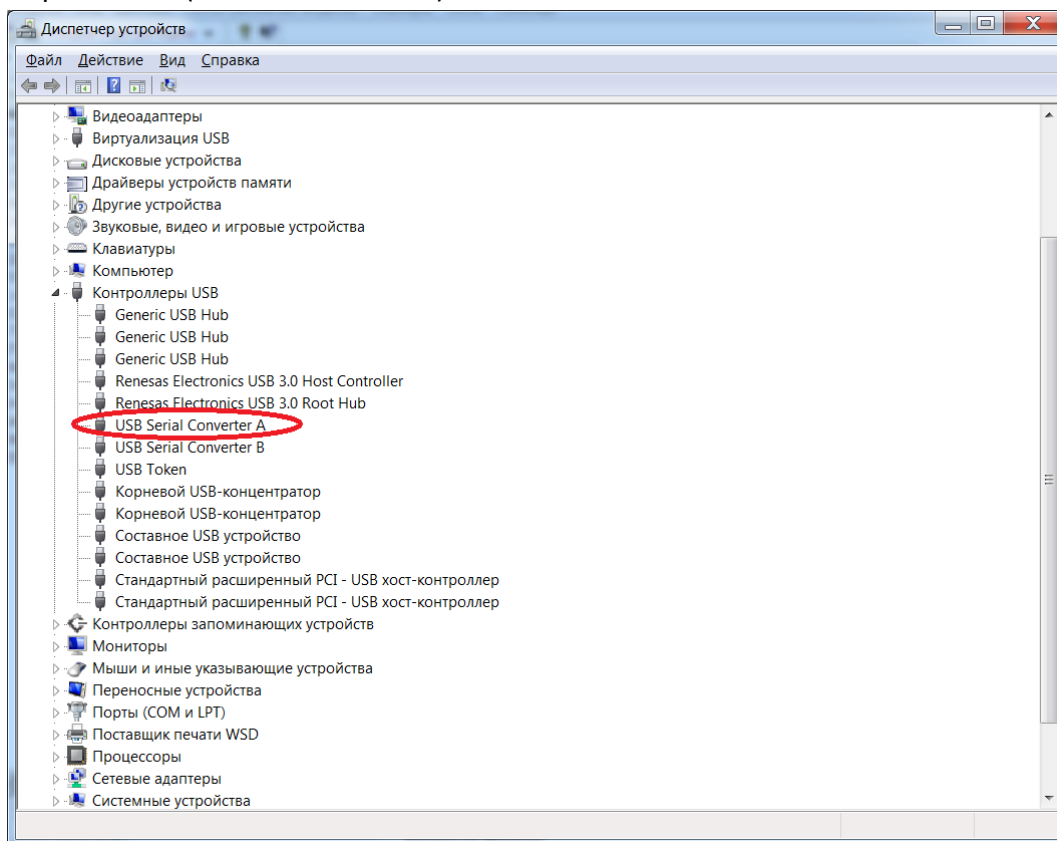 Диспетчер устройств
Файл Действие Вид Справка
Видеоадаптеры
Виртуализация USB
Дисковые устройства
Драйверы устройств памяти
Другие устройства
Звуковые, видео и игровые устройства
Клавиатуры
Компьютер
Контроллеры USB
Generic USB Hub
Generic USB Hub
Generic USB Hub
Renesas Electronics USB 3.0 Host Controller
Renesas Electronics USB 3.0 Root Hub
USB Serial Converter A
USB Serial Converter B
USB Token
Корневой USB-концентратор
Корневой USB-концентратор
Составное USB устройство
Составное USB устройство
Стандартный расширенный PCI - USB хост-контроллер
Стандартный расширенный PCI - USB хост-контроллер
Контроллеры запоминающих устройств
Мониторы
Мыши и иные указывающие устройства
Переносные устройства
Порты (COM и LPT)
Поставщик печати WSD
Процессоры
Сетевые адаптеры
Системные устройства